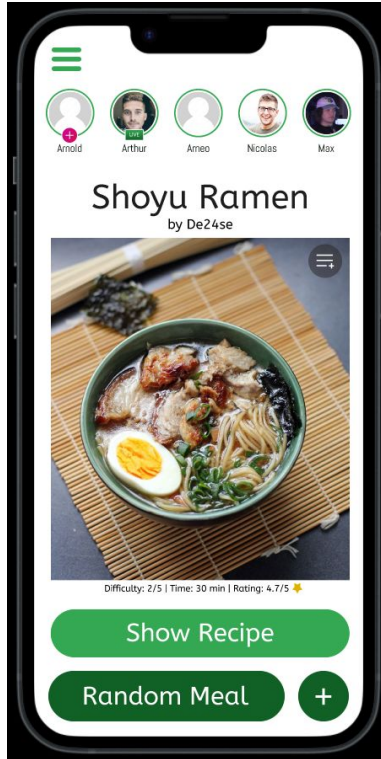 LIVE
Arnold Arthur Ameo Nicolas Max
Shoyu Ramen
by De24se
Difficulty: 2/5 | Time: 30 min | Rating: 4.7/5
Show Recipe
Random Meal +